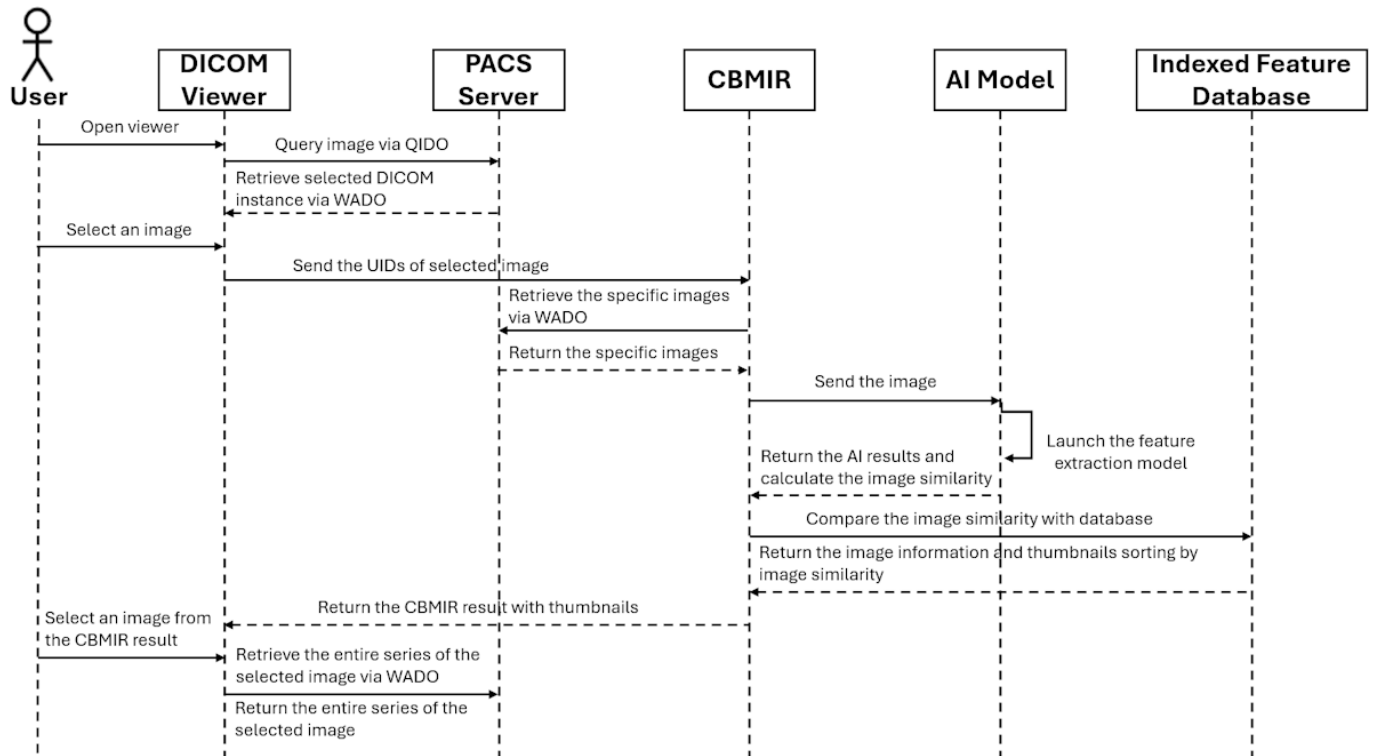 User
DICOM
Viewer
PACS
Server
CBMIR
AI Model
Indexed Feature
Database
Open viewer
Query image via QIDO
Retrieve selected DICOM
instance via WADO
Select an image
Send the UIDs of selected image
Retrieve the specific images
via WADO
Return the specific images
Send the image
Launch the feature
extraction model
Return the AI results and
calculate the image similarity
Compare the image similarity with database
Return the image information and thumbnails sorting by
image similarity
Return the CBMIR result with thumbnails
Select an image from
the CBMIR result
Retrieve the entire series of the
selected image via WADO
Return the entire series of the
selected image